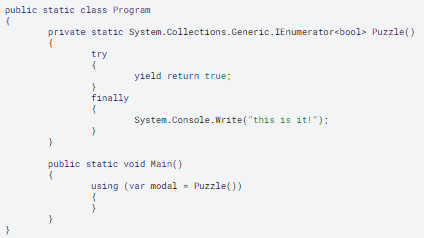 public static class Program
{
private static System.Collections.Generic.IEnumerator<bool> Puzzle()
{
try
{
yield return true;
}
finally
{
System.Console.Write("this is it!");
}
}
public static void Main()
{
using (var modal = Puzzle())
{
}
}
}